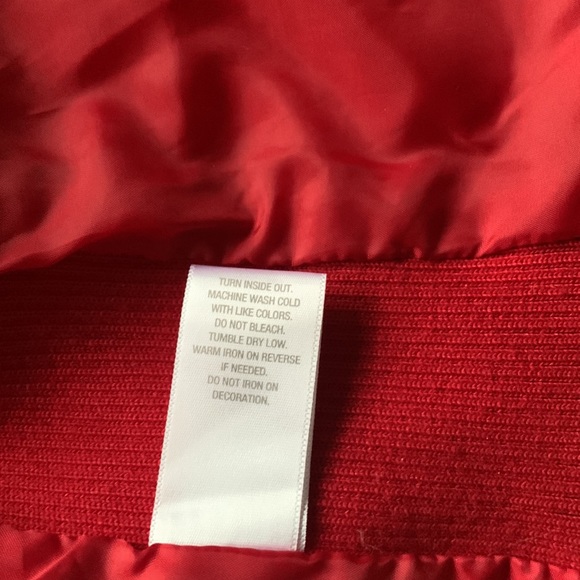 TURN INSIDE OUT.
MACHINE WASH COLD
WITH LIKE COLORS.
DO NOT BLEACH.
TUMBLE DRY LOW.
WARM IRON ON REVERSE
IF NEEDED.
DO NOT IRON ON
DECORATION.